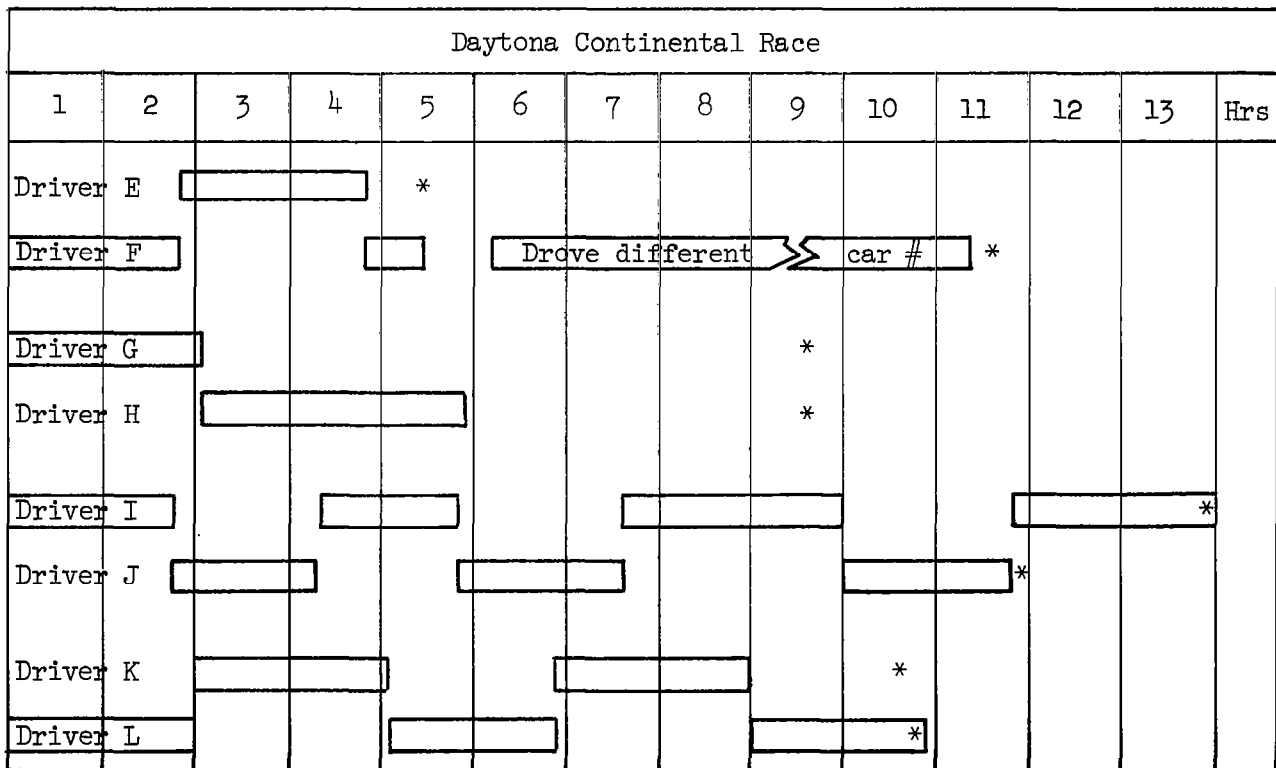 Daytona Continental Race
1 2 3 4 5 6 7 8 9 10 11 12 13 Hrs
Driver E *
Driver F Drove different car # *
Driver G *
Driver H *
Driver I *
Driver J *
Driver K *
Driver L *